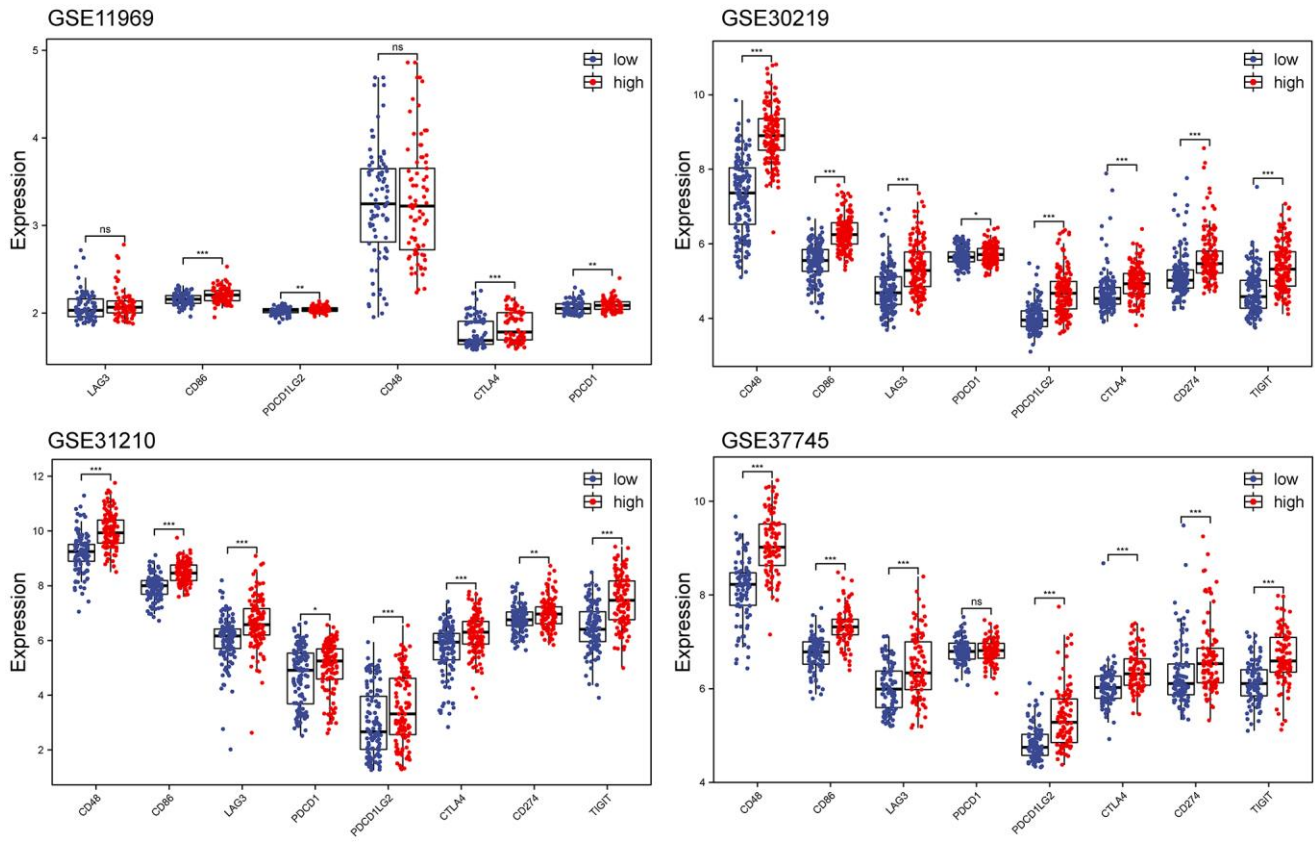 GSE11969
Expression
5
4
3
2
ns
***
**
ns
***
**
low
high
LAG3
CD86
PDCD1LG2
CD48
CTLA4
PDCD1
GSE30219
Expression
10
8
6
4
***
***
***
*
***
***
***
***
low
high
CD48
CD86
LAG3
PDCD1
PDCD1LG2
CTLA4
CD274
TIGIT
GSE31210
Expression
12
10
8
6
4
2
***
***
***
*
***
***
**
***
low
high
CD48
CD86
LAG3
PDCD1
PDCD1LG2
CTLA4
CD274
TIGIT
GSE37745
Expression
10
8
6
4
***
***
***
ns
***
***
***
***
low
high
CD48
CD86
LAG3
PDCD1
PDCD1LG2
CTLA4
CD274
TIGIT